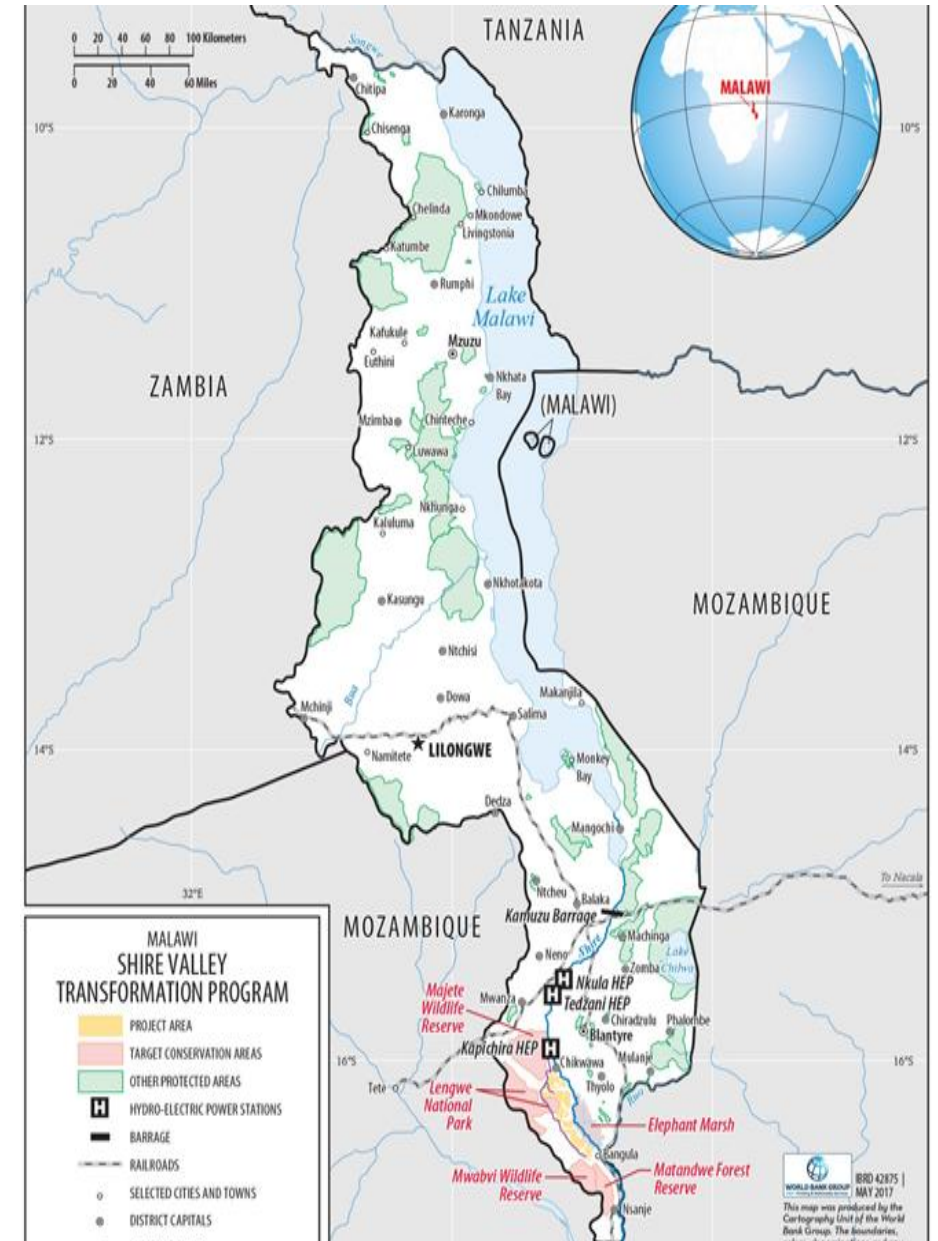 TANZANIA
0 20 40 60 80 100 Kilometers
0 20 40 60 Miles
Songwe
Chitipa
Karonga
MALAWI
10°S
10°S
Chisenga
Chilumba
Chelinda
Mkondowe
Livingstonia
Katumbe
Rumphi
Lake
Malawi
Kafukule
Mzuzu
Euthini
ZAMBIA
Nkhata
Bay
(MALAWI)
Mzimba
Chinteche
12°S
12°S
Luwawa
Nkhunga
Kaluluma
Nkhotakota
Kasungu
MOZAMBIQUE
Ntchisi
Bua
Dowa
Makanjila
Mchinji
Salima
14°S
14°S
LILONGWE
Namitete
Monkey
Bay
Dedza
Mangochi
32°E
To Nacala
Ntcheu
Balaka
Kamuzu Barrage
MOZAMBIQUE
Machinga
Shire
Lake
Chilwa
Neno
Zomba
Nkula HEP
Tedzani HEP
Majete
Wildlife
Reserve
Mwanza
Chiradzulu
Phalombe
Blantyre
Kapichira HEP
16°S
16°S
Chikwawa
Mulanje
Tete
Thyolo
Lengwe
National
Park
Ruo
Elephant Marsh
Bangula
Mwabvi Wildlife
Reserve
Matandwe Forest
Reserve
Nsanje
MALAWI
SHIRE VALLEY
TRANSFORMATION PROGRAM
PROJECT AREA
TARGET CONSERVATION AREAS
OTHER PROTECTED AREAS
H HYDRO-ELECTRIC POWER STATIONS
BARRAGE
RAILROADS
SELECTED CITIES AND TOWNS
DISTRICT CAPITALS
WORLD BANK GROUP
IBRD 42875 |
MAY 2017
This map was produced by the
Cartography Unit of the World
Bank Group. The boundaries,